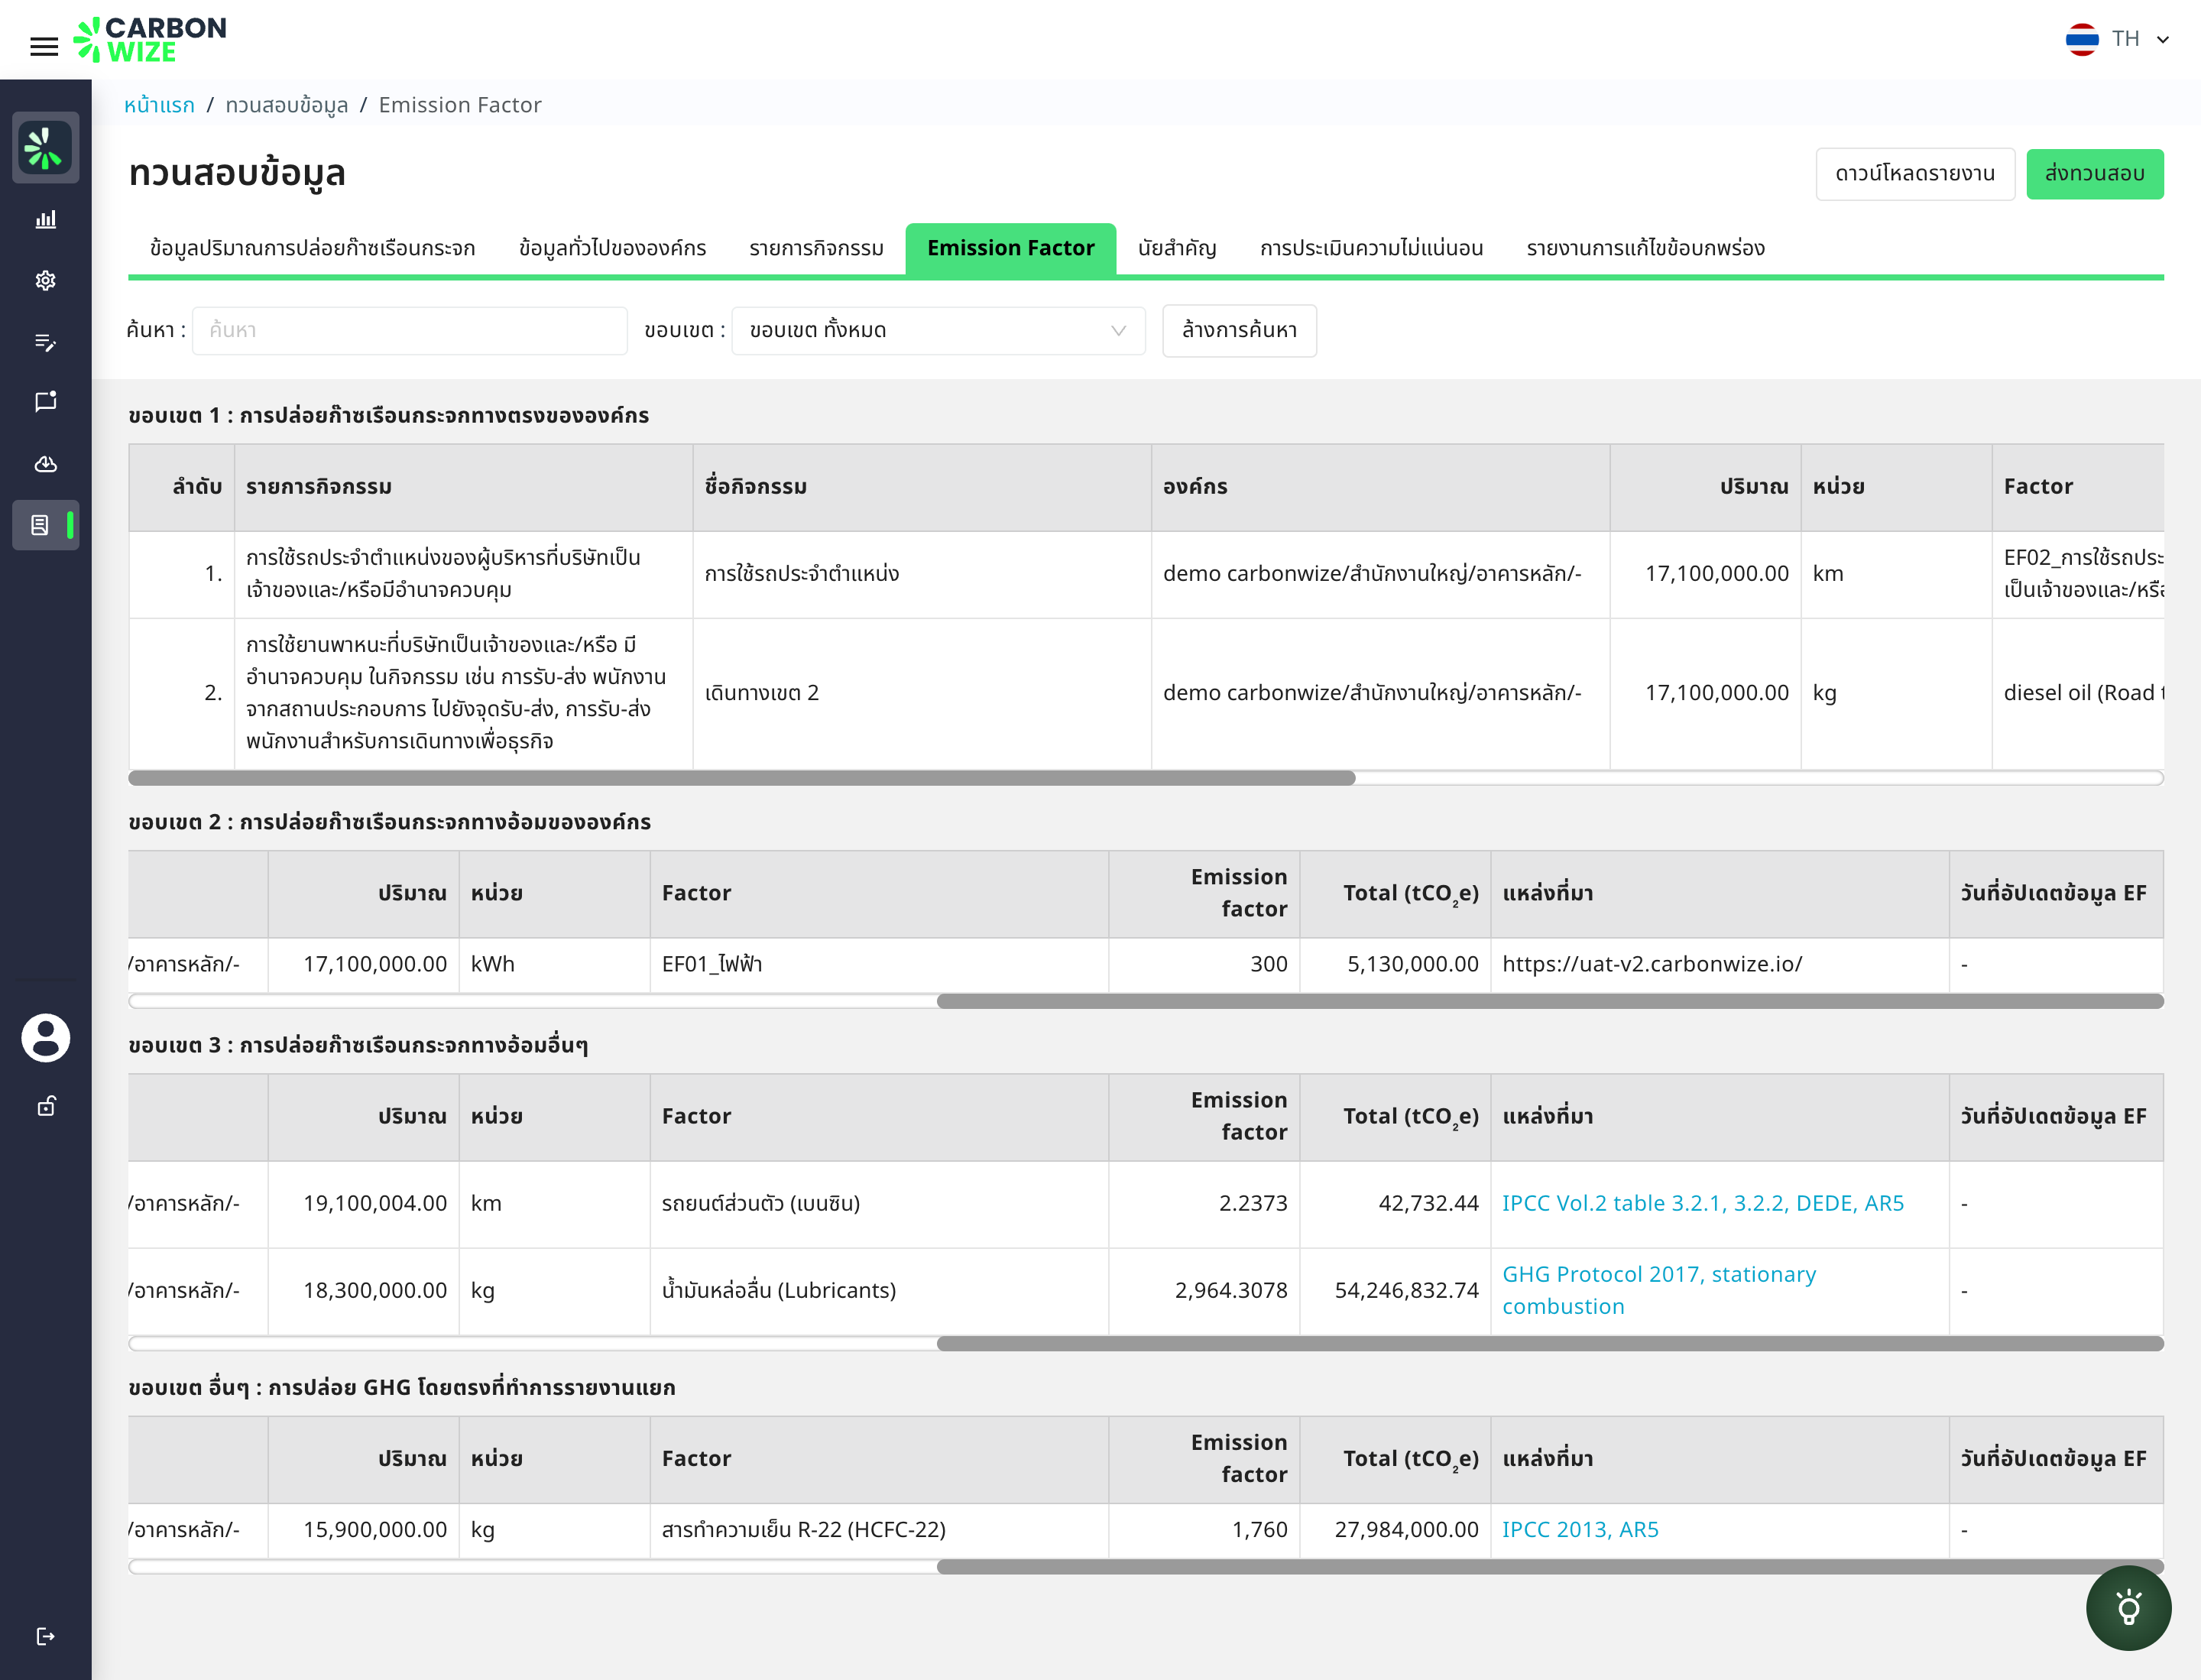 CARBON
WIZE
TH
หน้าแรก / ทวนสอบข้อมูล / Emission Factor
ทวนสอบข้อมูล
ดาวน์โหลดรายงาน
ส่งทวนสอบ
ข้อมูลปริมาณการปล่อยก๊าซเรือนกระจก ข้อมูลทั่วไปขององค์กร รายการกิจกรรม Emission Factor นัยสำคัญ การประเมินความไม่แน่นอน รายงานการแก้ไขข้อบกพร่อง
ค้นหา : ค้นหา ขอบเขต : ขอบเขต ทั้งหมด ล้างการค้นหา
ขอบเขต 1 : การปล่อยก๊าซเรือนกระจกทางตรงขององค์กร
ลำดับ รายการกิจกรรม ชื่อกิจกรรม องค์กร ปริมาณ หน่วย Factor
1. การใช้รถประจำตำแหน่งของผู้บริหารที่บริษัทเป็น
เจ้าของและ/หรือมีอำนาจควบคุม
การใช้รถประจำตำแหน่ง
demo carbonwize/สำนักงานใหญ่/อาคารหลัก/-
17,100,000.00
km
EF02_การใช้รถประ
เป็นเจ้าของและ/หรือ
2. การใช้ยานพาหนะที่บริษัทเป็นเจ้าของและ/หรือ มี
อำนาจควบคุม ในกิจกรรม เช่น การรับ-ส่ง พนักงาน
จากสถานประกอบการ ไปยังจุดรับ-ส่ง, การรับ-ส่ง
พนักงานสำหรับการเดินทางเพื่อธุรกิจ
เดินทางเขต 2
demo carbonwize/สำนักงานใหญ่/อาคารหลัก/-
17,100,000.00
kg
diesel oil (Road t
ขอบเขต 2 : การปล่อยก๊าซเรือนกระจกทางอ้อมขององค์กร
ปริมาณ หน่วย Factor Emission
factor
Total (tCO₂e) แหล่งที่มา วันที่อัปเดตข้อมูล EF
/อาคารหลัก/- 17,100,000.00 kWh EF01_ไฟฟ้า 300 5,130,000.00 https://uat-v2.carbonwize.io/ -
ขอบเขต 3 : การปล่อยก๊าซเรือนกระจกทางอ้อมอื่นๆ
ปริมาณ หน่วย Factor Emission
factor
Total (tCO₂e) แหล่งที่มา วันที่อัปเดตข้อมูล EF
/อาคารหลัก/- 19,100,004.00 km รถยนต์ส่วนตัว (เบนซิน) 2.2373 42,732.44 IPCC Vol.2 table 3.2.1, 3.2.2, DEDE, AR5 -
/อาคารหลัก/- 18,300,000.00 kg น้ำมันหล่อลื่น (Lubricants) 2,964.3078 54,246,832.74 GHG Protocol 2017, stationary
combustion
-
ขอบเขต อื่นๆ : การปล่อย GHG โดยตรงที่ทำการรายงานแยก
ปริมาณ หน่วย Factor Emission
factor
Total (tCO₂e) แหล่งที่มา วันที่อัปเดตข้อมูล EF
/อาคารหลัก/- 15,900,000.00 kg สารทำความเย็น R-22 (HCFC-22) 1,760 27,984,000.00 IPCC 2013, AR5 -